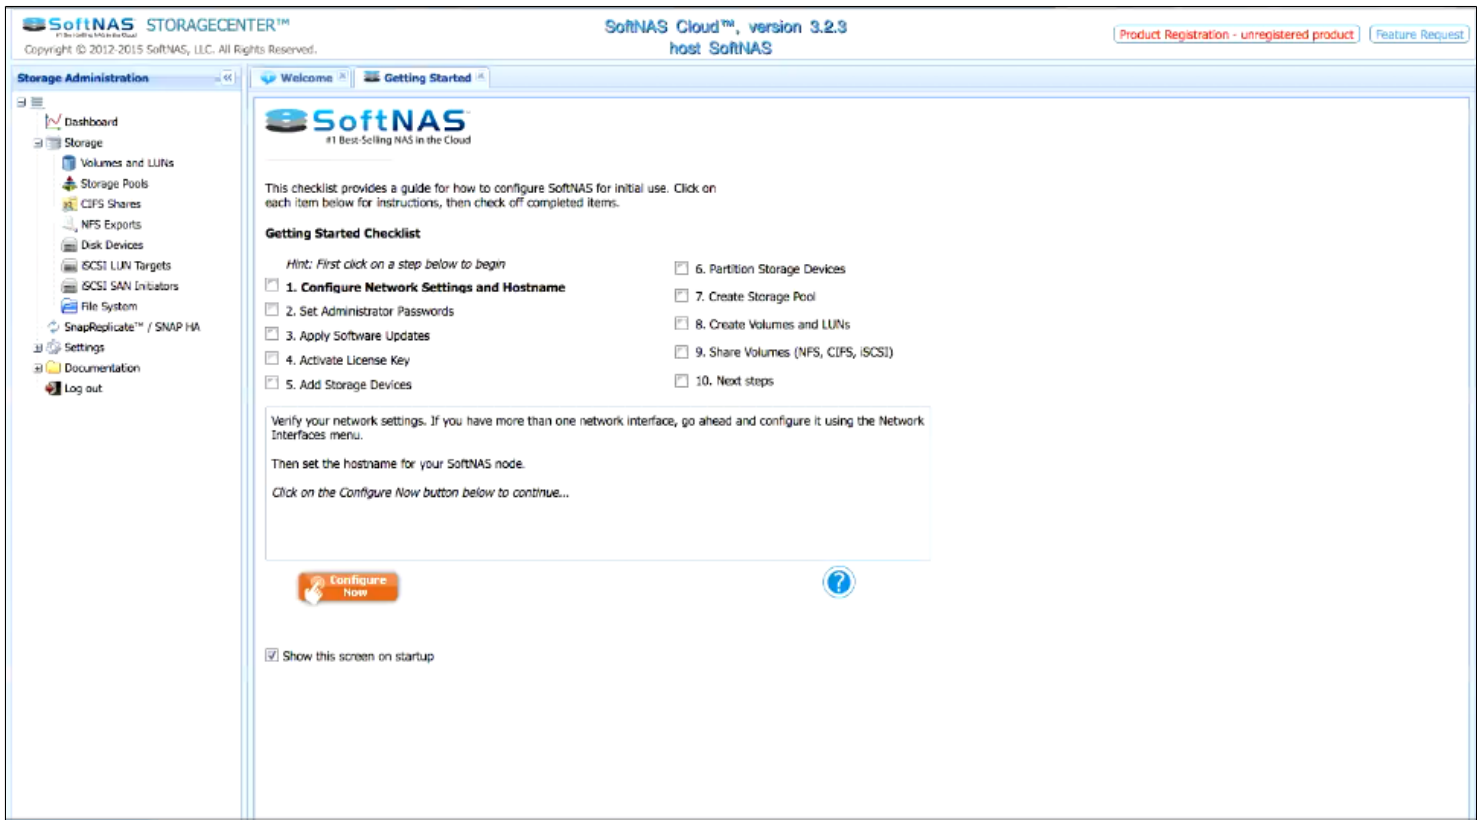 SoftNAS STORAGECENTER™
Copyright © 2012-2015 SoftNAS, LLC. All Rights Reserved.
SoftNAS Cloud™, version 3.2.3
host SoftNAS
Product Registration - unregistered product
Feature Request
Storage Administration
Welcome
Getting Started
Dashboard
Storage
Volumes and LUNs
Storage Pools
CIFS Shares
NFS Exports
Disk Devices
iSCSI LUN Targets
iSCSI SAN Initiators
File System
SnapReplicate™ / SNAP HA
Settings
Documentation
Log out
SoftNAS
#1 Best-Selling NAS in the Cloud
This checklist provides a guide for how to configure SoftNAS for initial use. Click on
each item below for instructions, then check off completed items.
Getting Started Checklist
Hint: First click on a step below to begin
1. Configure Network Settings and Hostname
2. Set Administrator Passwords
3. Apply Software Updates
4. Activate License Key
5. Add Storage Devices
6. Partition Storage Devices
7. Create Storage Pool
8. Create Volumes and LUNs
9. Share Volumes (NFS, CIFS, iSCSI)
10. Next steps
Verify your network settings. If you have more than one network interface, go ahead and configure it using the Network
Interfaces menu.
Then set the hostname for your SoftNAS node.
Click on the Configure Now button below to continue...
Configure
Now
?
Show this screen on startup